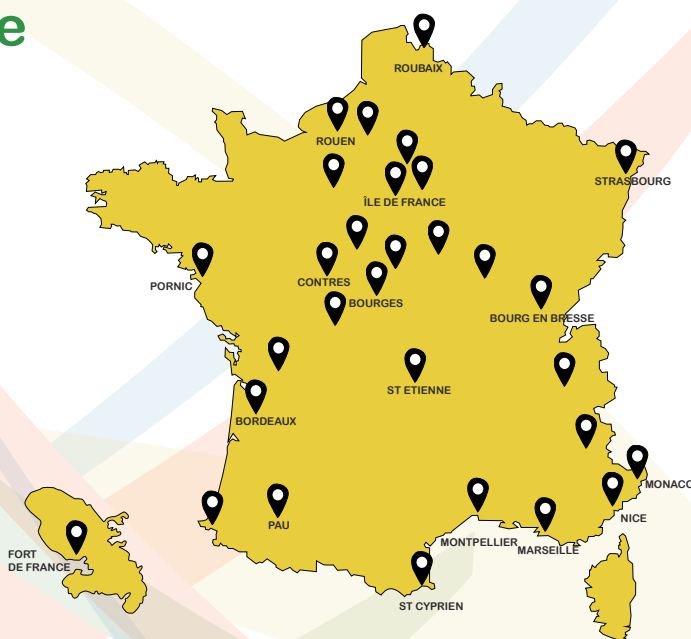 e
ROUBAIX
ROUEN
STRASBOURG
ÎLE DE FRANCE
PORNIC
CONTRES
BOURGES
BOURG EN BRESSE
ST ETIENNE
BORDEAUX
MONACO
PAU
NICE
MONTPELLIER
MARSEILLE
FORT
DE FRANCE
ST CYPRIEN